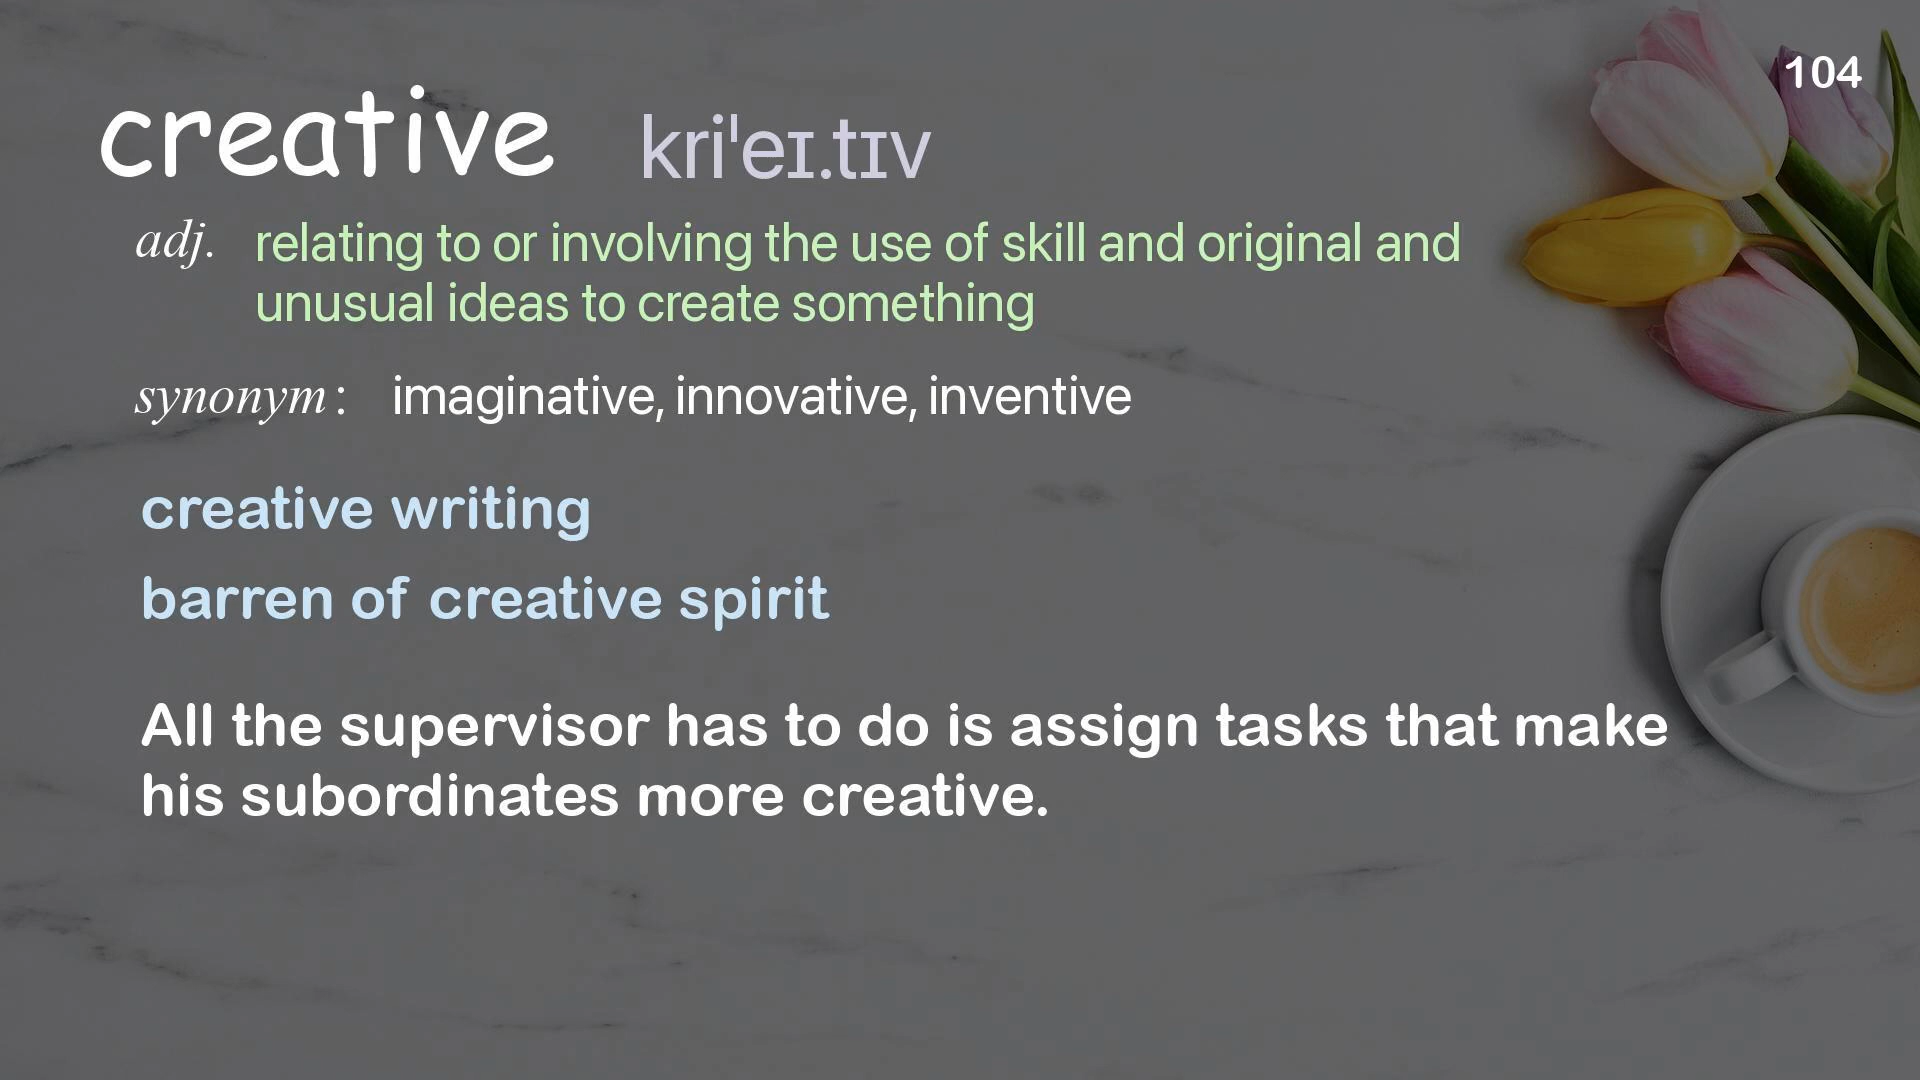 104
creative kriˈeɪ.tɪv
adj. relating to or involving the use of skill and original and
unusual ideas to create something
synonym: imaginative, innovative, inventive
creative writing
barren of creative spirit
All the supervisor has to do is assign tasks that make
his subordinates more creative.